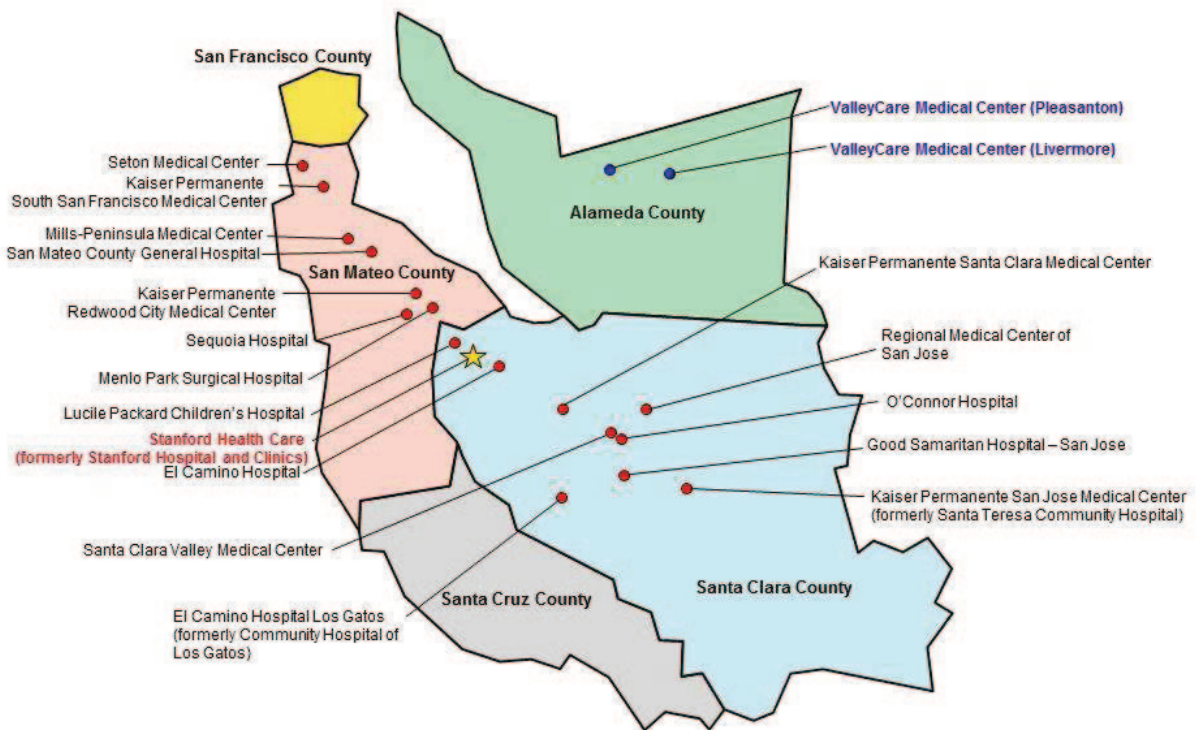 San Francisco County
ValleyCare Medical Center (Pleasanton)
ValleyCare Medical Center (Livermore)
Seton Medical Center
Kaiser Permanente
South San Francisco Medical Center
Alameda County
Mills-Peninsula Medical Center
San Mateo County General Hospital
San Mateo County
Kaiser Permanente Santa Clara Medical Center
Kaiser Permanente
Redwood City Medical Center
Sequoia Hospital
Regional Medical Center of
San Jose
Menlo Park Surgical Hospital
O'Connor Hospital
Lucile Packard Children's Hospital
Stanford Health Care
(formerly Stanford Hospital and Clinics)
Good Samaritan Hospital – San Jose
El Camino Hospital
Kaiser Permanente San Jose Medical Center
(formerly Santa Teresa Community Hospital)
Santa Clara Valley Medical Center
Santa Clara County
Santa Cruz County
El Camino Hospital Los Gatos
(formerly Community Hospital of
Los Gatos)